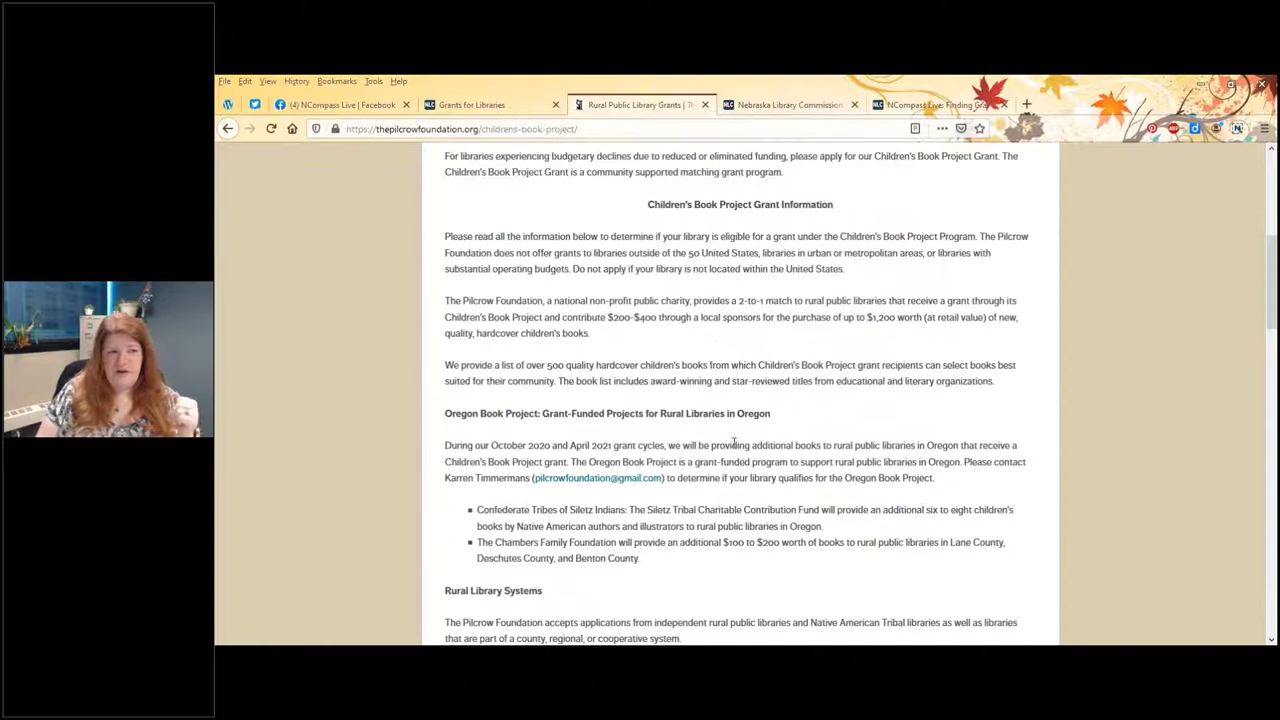 File Edit View History Bookmarks Tools Help
(4) NCompass Live | Facebook
Grants for Libraries
Rural Public Library Grants | Th
Nebraska Library Commission
NCompass Live: Finding Gra
https://thepilcrowfoundation.org/childrens-book-project/
For libraries experiencing budgetary declines due to reduced or eliminated funding, please apply for our Children's Book Project Grant. The
Children's Book Project Grant is a community supported matching grant program.
Children's Book Project Grant Information
Please read all the information below to determine if your library is eligible for a grant under the Children's Book Project Program. The Pilcrow
Foundation does not offer grants to libraries outside of the 50 United States, libraries in urban or metropolitan areas, or libraries with
substantial operating budgets. Do not apply if your library is not located within the United States.
The Pilcrow Foundation, a national non-profit public charity, provides a 2-to-1 match to rural public libraries that receive a grant through its
Children's Book Project and contribute $200-$400 through a local sponsors for the purchase of up to $1,200 worth (at retail value) of new,
quality, hardcover children's books.
We provide a list of over 500 quality hardcover children's books from which Children's Book Project grant recipients can select books best
suited for their community. The book list includes award-winning and star-reviewed titles from educational and literary organizations.
Oregon Book Project: Grant-Funded Projects for Rural Libraries in Oregon
During our October 2020 and April 2021 grant cycles, we will be providing additional books to rural public libraries in Oregon that receive a
Children's Book Project grant. The Oregon Book Project is a grant-funded program to support rural public libraries in Oregon. Please contact
Karren Timmermans (pilcrowfoundation@gmail.com) to determine if your library qualifies for the Oregon Book Project.
Confederate Tribes of Siletz Indians: The Siletz Tribal Charitable Contribution Fund will provide an additional six to eight children's
books by Native American authors and illustrators to rural public libraries in Oregon.
The Chambers Family Foundation will provide an additional $100 to $200 worth of books to rural public libraries in Lane County,
Deschutes County, and Benton County.
Rural Library Systems
The Pilcrow Foundation accepts applications from independent rural public libraries and Native American Tribal libraries as well as libraries
that are part of a county, regional, or cooperative system.